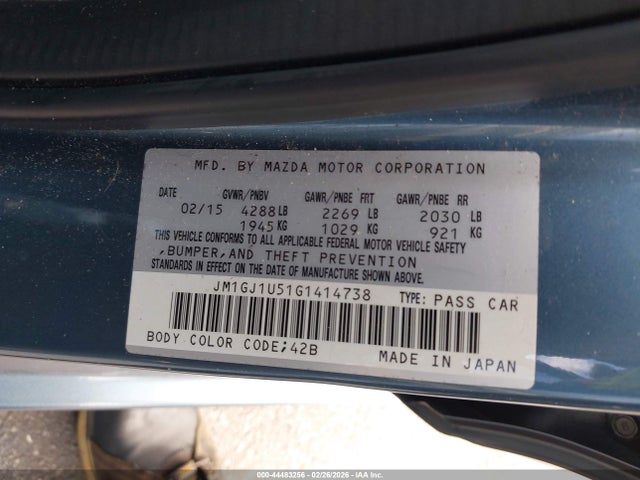 MFD. BY MAZDA MOTOR CORPORATION
DATE GVWR/PNBV GAWR/PNBE FRT GAWR/PNBE RR
02/15 4288 LB 2269 LB 2030 LB
1945 KG 1029 KG 921 KG
THIS VEHICLE CONFORMS TO ALL APPLICABLE FEDERAL MOTOR VEHICLE SAFETY
,BUMPER,AND THEFT PREVENTION
STANDARDS IN EFFECT ON THE DATE OF MANUFACTURE SHOWN ABOVE.
JM1GJ1U51G1414738 TYPE: PASS CAR
BODY COLOR CODE;42B MADE IN JAPAN
000-44483256 - 02/26/2026 - IAA Inc.